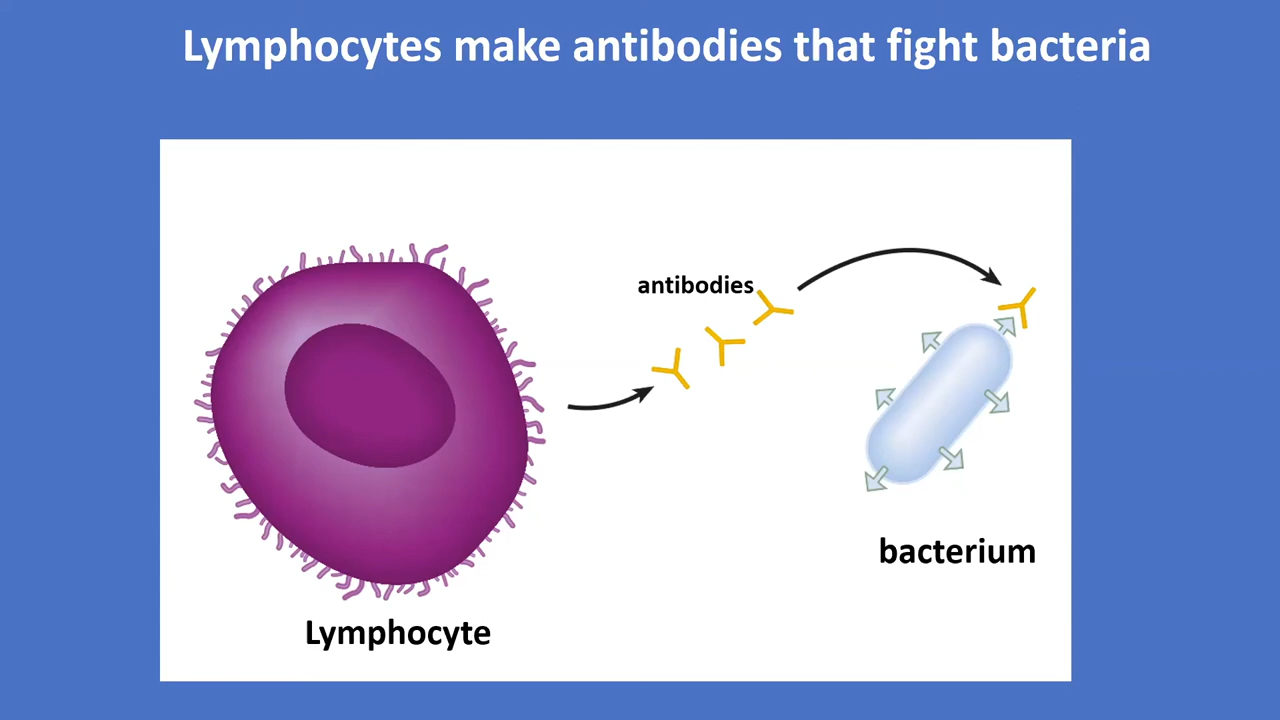 Lymphocytes make antibodies that fight bacteria
antibodies
bacterium
Lymphocyte